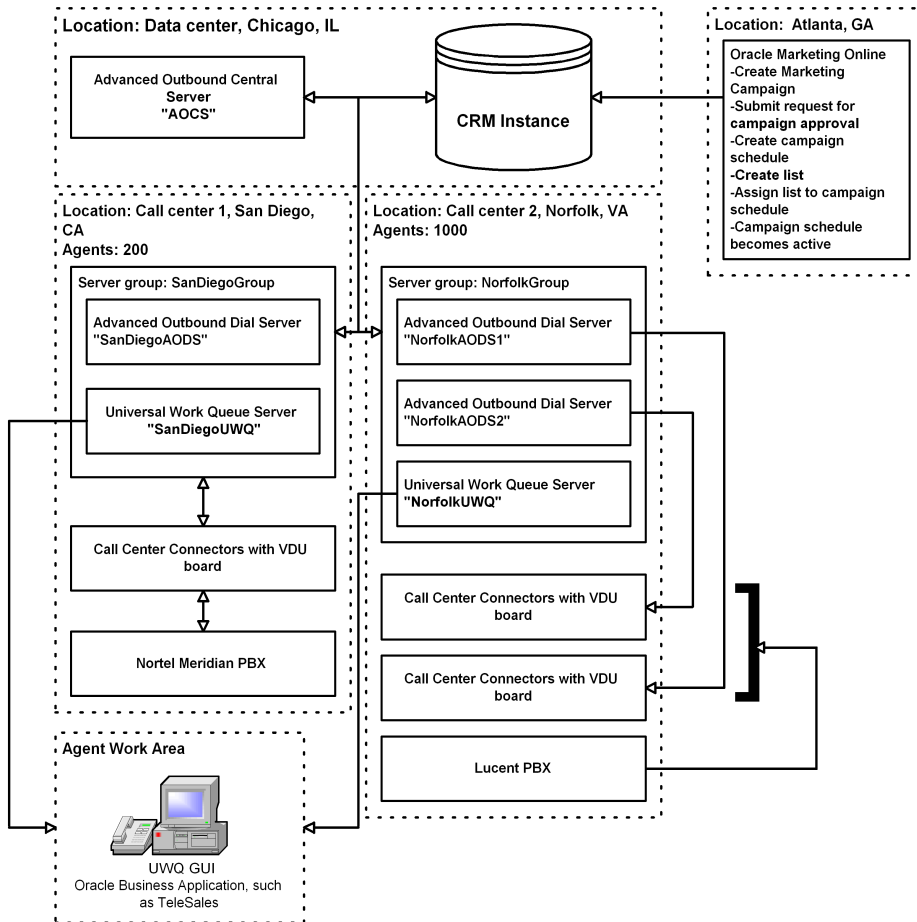 Location: Data center, Chicago, IL
Advanced Outbound Central
Server
"AOCS"
CRM Instance
Location: Atlanta, GA
Oracle Marketing Online
-Create Marketing
Campaign
-Submit request for
campaign approval
-Create campaign
schedule
-Create list
-Assign list to campaign
schedule
-Campaign schedule
becomes active
Location: Call center 1, San Diego,
CA
Agents: 200
Server group: SanDiegoGroup
Advanced Outbound Dial Server
"SanDiegoAODS"
Universal Work Queue Server
"SanDiegoUWQ"
Call Center Connectors with VDU
board
Nortel Meridian PBX
Location: Call center 2, Norfolk, VA
Agents: 1000
Server group: NorfolkGroup
Advanced Outbound Dial Server
"NorfolkAODS1"
Advanced Outbound Dial Server
"NorfolkAODS2"
Universal Work Queue Server
"NorfolkUWQ"
Call Center Connectors with VDU
board
Call Center Connectors with VDU
board
Lucent PBX
Agent Work Area
UWQ GUI
Oracle Business Application, such
as TeleSales